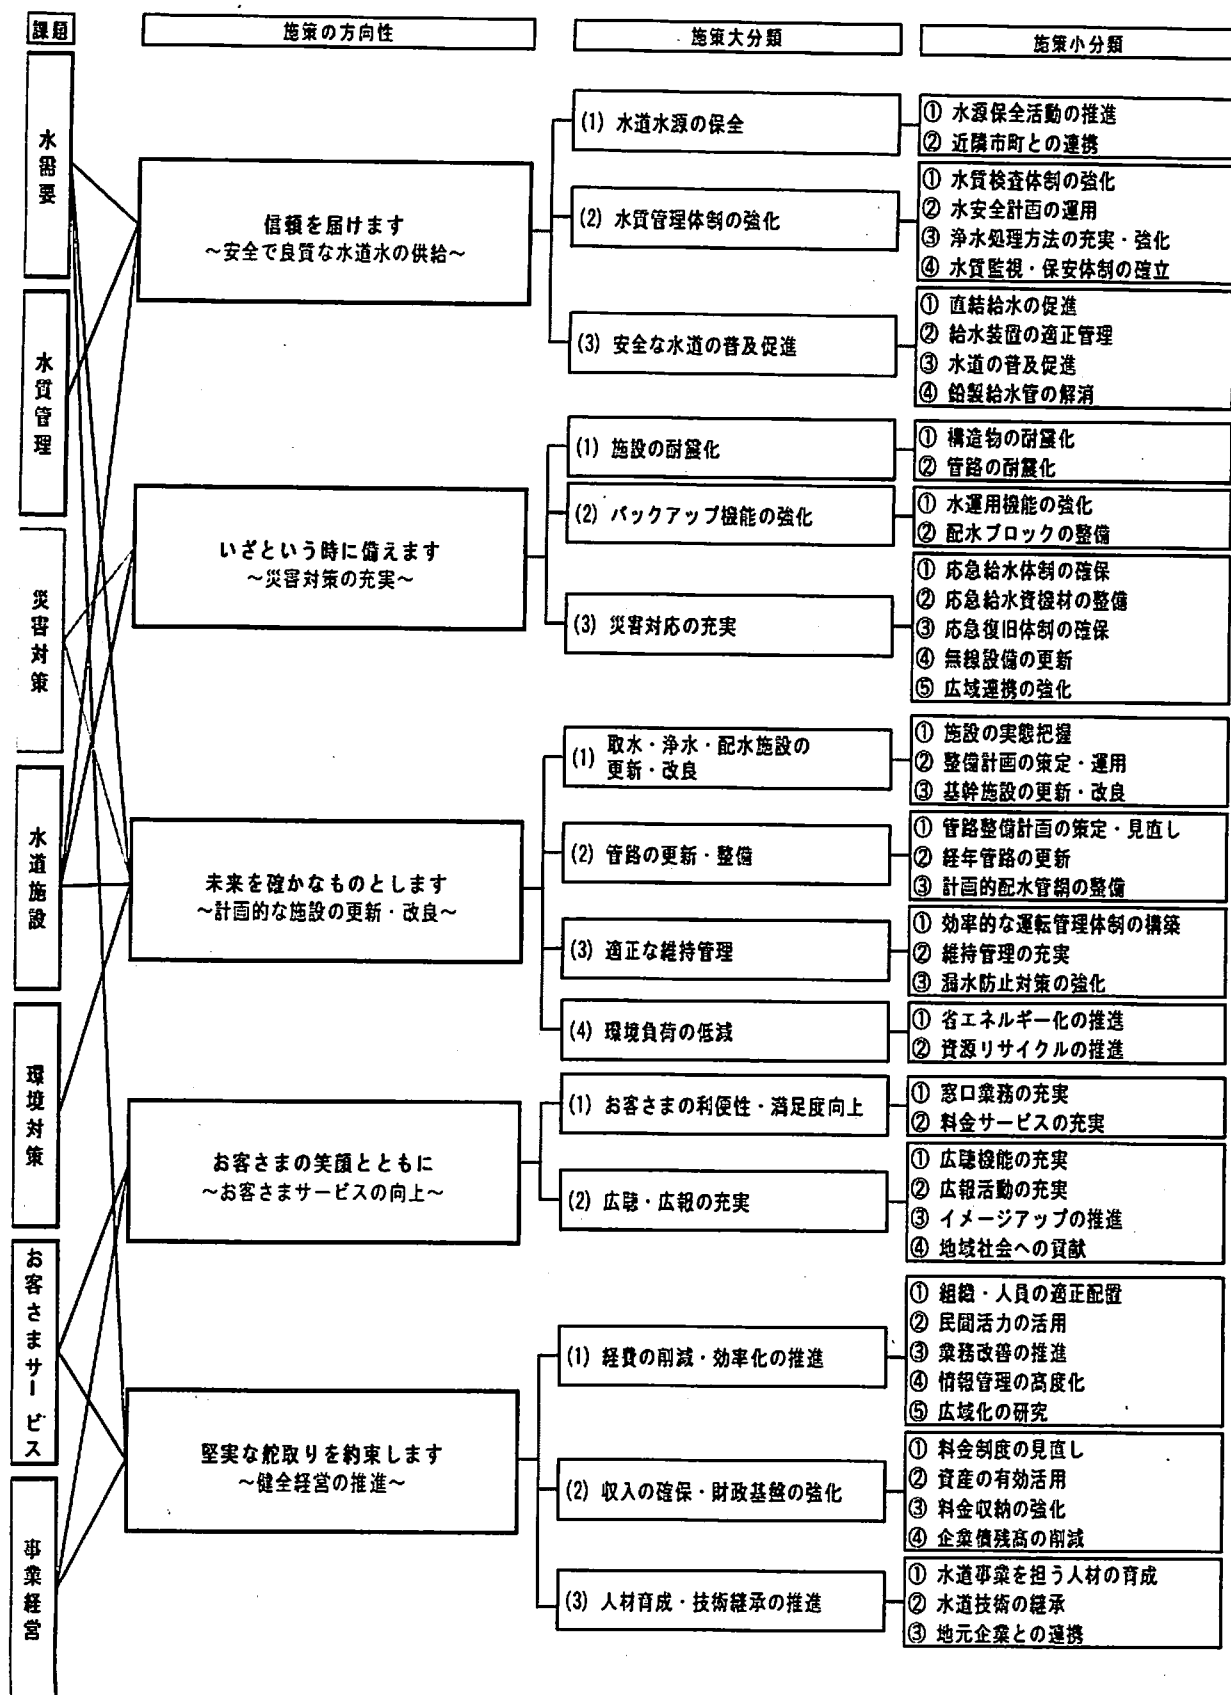 課題
施策の方向性
施策大分類
施策小分類
水需要
水質管理
災害対策
水道施設
環境対策
お客さまサービス
事業経営
信頼を届けます
～安全で良質な水道水の供給～
(1) 水道水源の保全
① 水源保全活動の推進
② 近隣市町との連携
(2) 水質管理体制の強化
① 水質検査体制の強化
② 水安全計画の運用
③ 浄水処理方法の充実・強化
④ 水質監視・保安体制の確立
(3) 安全な水道の普及促進
① 直結給水の促進
② 給水装置の適正管理
③ 水道の普及促進
④ 鉛製給水管の解消
いざという時に備えます
～災害対策の充実～
(1) 施設の耐震化
① 構造物の耐震化
② 管路の耐震化
(2) バックアップ機能の強化
① 水運用機能の強化
② 配水ブロックの整備
(3) 災害対応の充実
① 応急給水体制の確保
② 応急給水資機材の整備
③ 応急復旧体制の確保
④ 無線設備の更新
⑤ 広域連携の強化
未来を確かなものとします
～計画的な施設の更新・改良～
(1) 取水・浄水・配水施設の
更新・改良
① 施設の実態把握
② 整備計画の策定・運用
③ 基幹施設の更新・改良
(2) 管路の更新・整備
① 管路整備計画の策定・見直し
② 経年管路の更新
③ 計画的配水管網の整備
(3) 適正な維持管理
① 効率的な運転管理体制の構築
② 維持管理の充実
③ 漏水防止対策の強化
(4) 環境負荷の低減
① 省エネルギー化の推進
② 資源リサイクルの推進
お客さまの笑顔とともに
～お客さまサービスの向上～
(1) お客さまの利便性・満足度向上
① 窓口業務の充実
② 料金サービスの充実
(2) 広聴・広報の充実
① 広聴機能の充実
② 広報活動の充実
③ イメージアップの推進
④ 地域社会への貢献
堅実な舵取りを約束します
～健全経営の推進～
(1) 経費の削減・効率化の推進
① 組織・人員の適正配置
② 民間活力の活用
③ 業務改善の推進
④ 情報管理の高度化
⑤ 広域化の研究
(2) 収入の確保・財政基盤の強化
① 料金制度の見直し
② 資産の有効活用
③ 料金収納の強化
④ 企業債残高の削減
(3) 人材育成・技術継承の推進
① 水道事業を担う人材の育成
② 水道技術の継承
③ 地元企業との連携